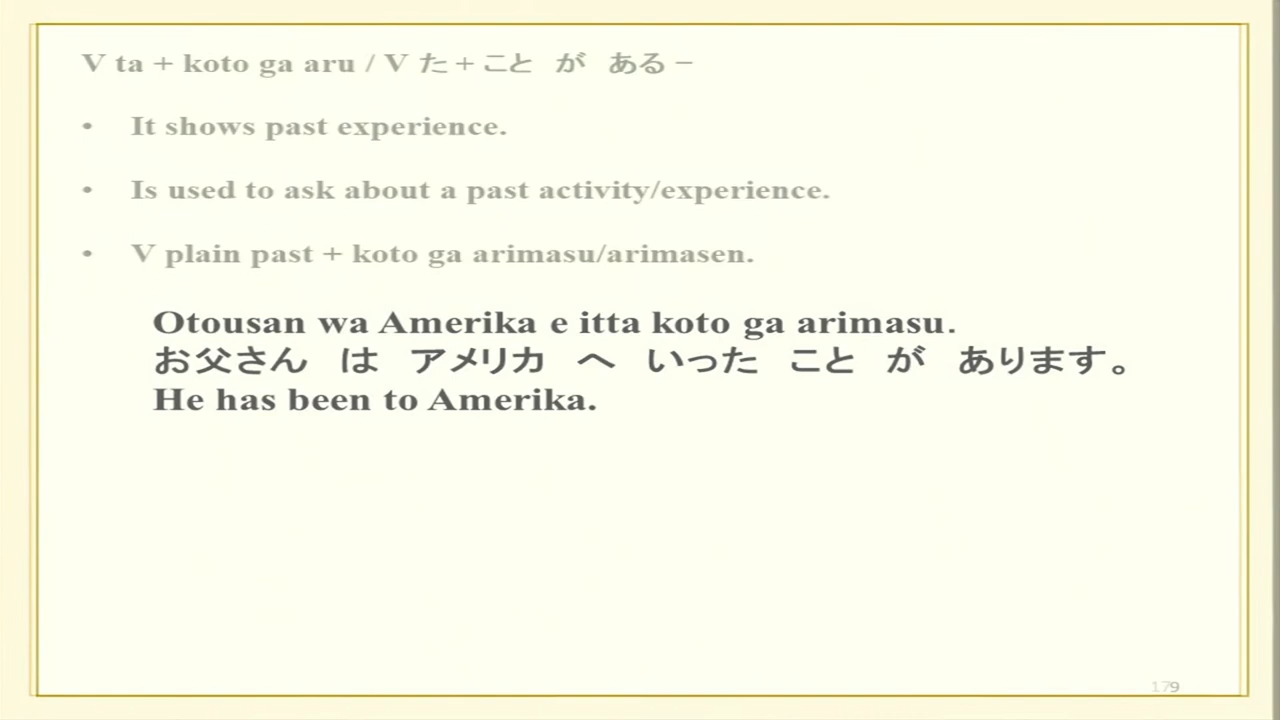 V ta + koto ga aru / V た + こと が ある –
• It shows past experience.
• Is used to ask about a past activity/experience.
• V plain past + koto ga arimasu/arimasen.
Otousan wa Amerika e itta koto ga arimasu.
お父さん は アメリカ へ いった こと が あります。
He has been to Amerika.
179